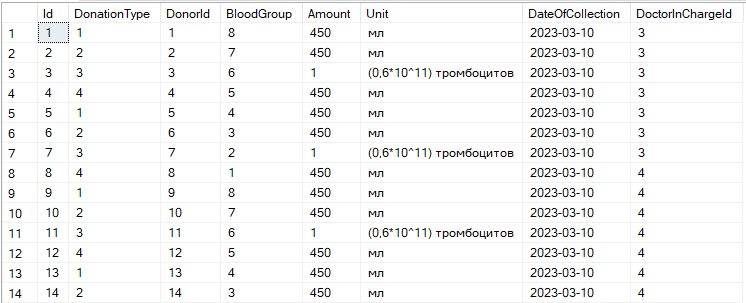 Id DonationType DonorId BloodGroup Amount Unit DateOfCollection DoctorInChargeId
1 1 1 1 8 450 мл 2023-03-10 3
2 2 2 2 7 450 мл 2023-03-10 3
3 3 3 3 6 1 (0,6*10^11) тромбоцитов 2023-03-10 3
4 4 4 4 5 450 мл 2023-03-10 3
5 5 1 5 4 450 мл 2023-03-10 3
6 6 2 6 3 450 мл 2023-03-10 3
7 7 3 7 2 1 (0,6*10^11) тромбоцитов 2023-03-10 3
8 8 4 8 1 450 мл 2023-03-10 4
9 9 1 9 8 450 мл 2023-03-10 4
10 10 2 10 7 450 мл 2023-03-10 4
11 11 3 11 6 1 (0,6*10^11) тромбоцитов 2023-03-10 4
12 12 4 12 5 450 мл 2023-03-10 4
13 13 1 13 4 450 мл 2023-03-10 4
14 14 2 14 3 450 мл 2023-03-10 4